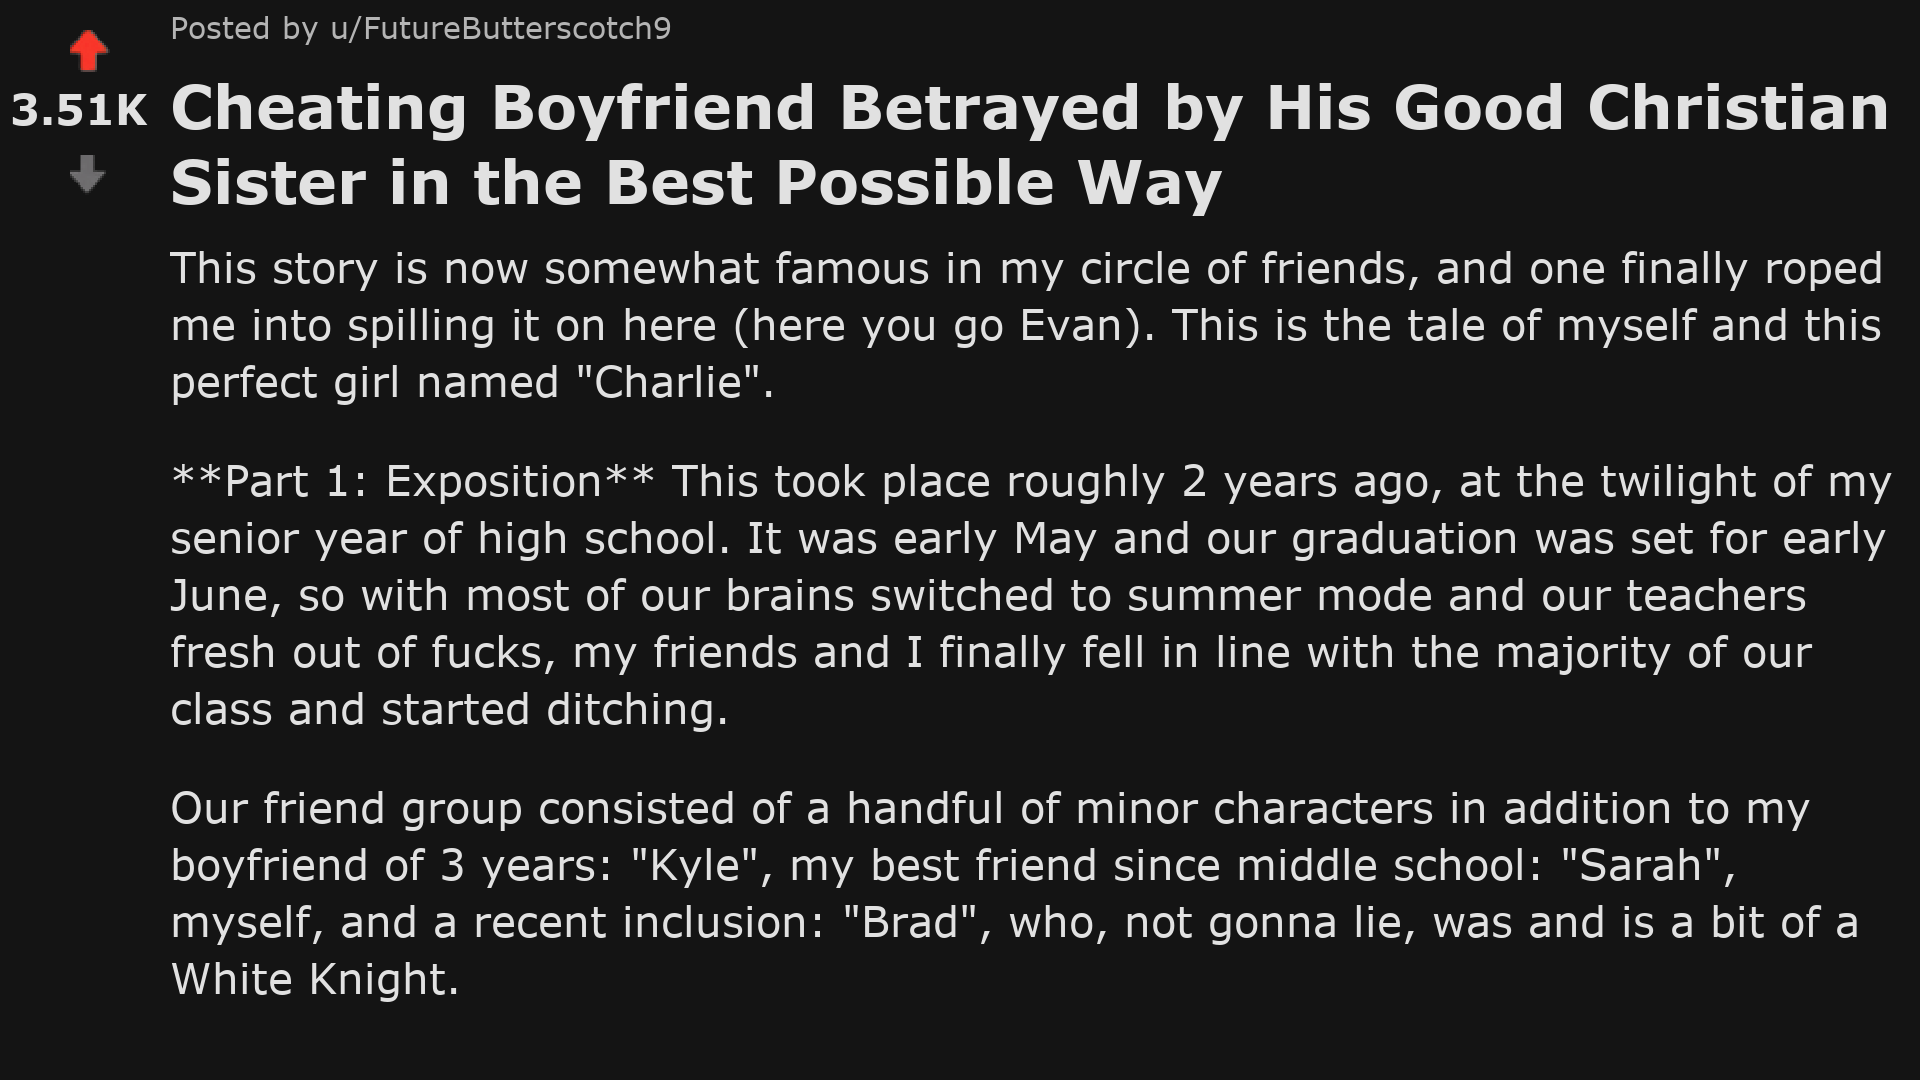 Posted by u/FutureButterscotch9
3.51K
Cheating Boyfriend Betrayed by His Good Christian
Sister in the Best Possible Way
This story is now somewhat famous in my circle of friends, and one finally roped
me into spilling it on here (here you go Evan). This is the tale of myself and this
perfect girl named "Charlie".
**Part 1: Exposition** This took place roughly 2 years ago, at the twilight of my
senior year of high school. It was early May and our graduation was set for early
June, so with most of our brains switched to summer mode and our teachers
fresh out of fucks, my friends and I finally fell in line with the majority of our
class and started ditching.
Our friend group consisted of a handful of minor characters in addition to my
boyfriend of 3 years: "Kyle", my best friend since middle school: "Sarah",
myself, and a recent inclusion: "Brad", who, not gonna lie, was and is a bit of a
White Knight.